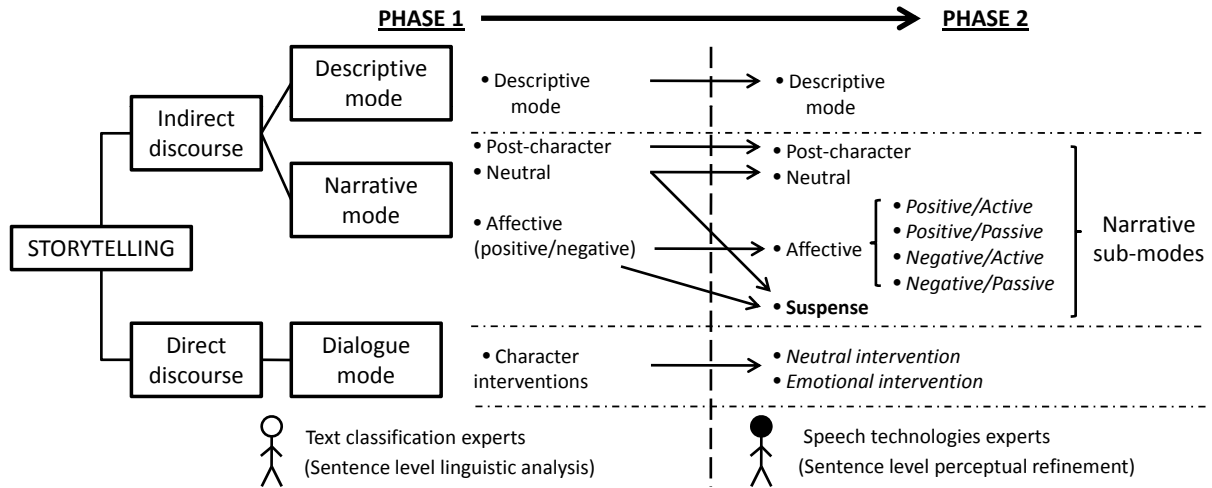 PHASE 1
PHASE 2
STORYTELLING
Indirect
discourse
Direct
discourse
Descriptive
mode
Narrative
mode
Dialogue
mode
• Descriptive
mode
• Post-character
• Neutral
• Affective
(positive/negative)
• Character
interventions
• Descriptive
mode
• Post-character
• Neutral
• Affective
• Positive/Active
• Positive/Passive
• Negative/Active
• Negative/Passive
• Suspense
Narrative
sub-modes
• Neutral intervention
• Emotional intervention
Text classification experts
(Sentence level linguistic analysis)
Speech technologies experts
(Sentence level perceptual refinement)